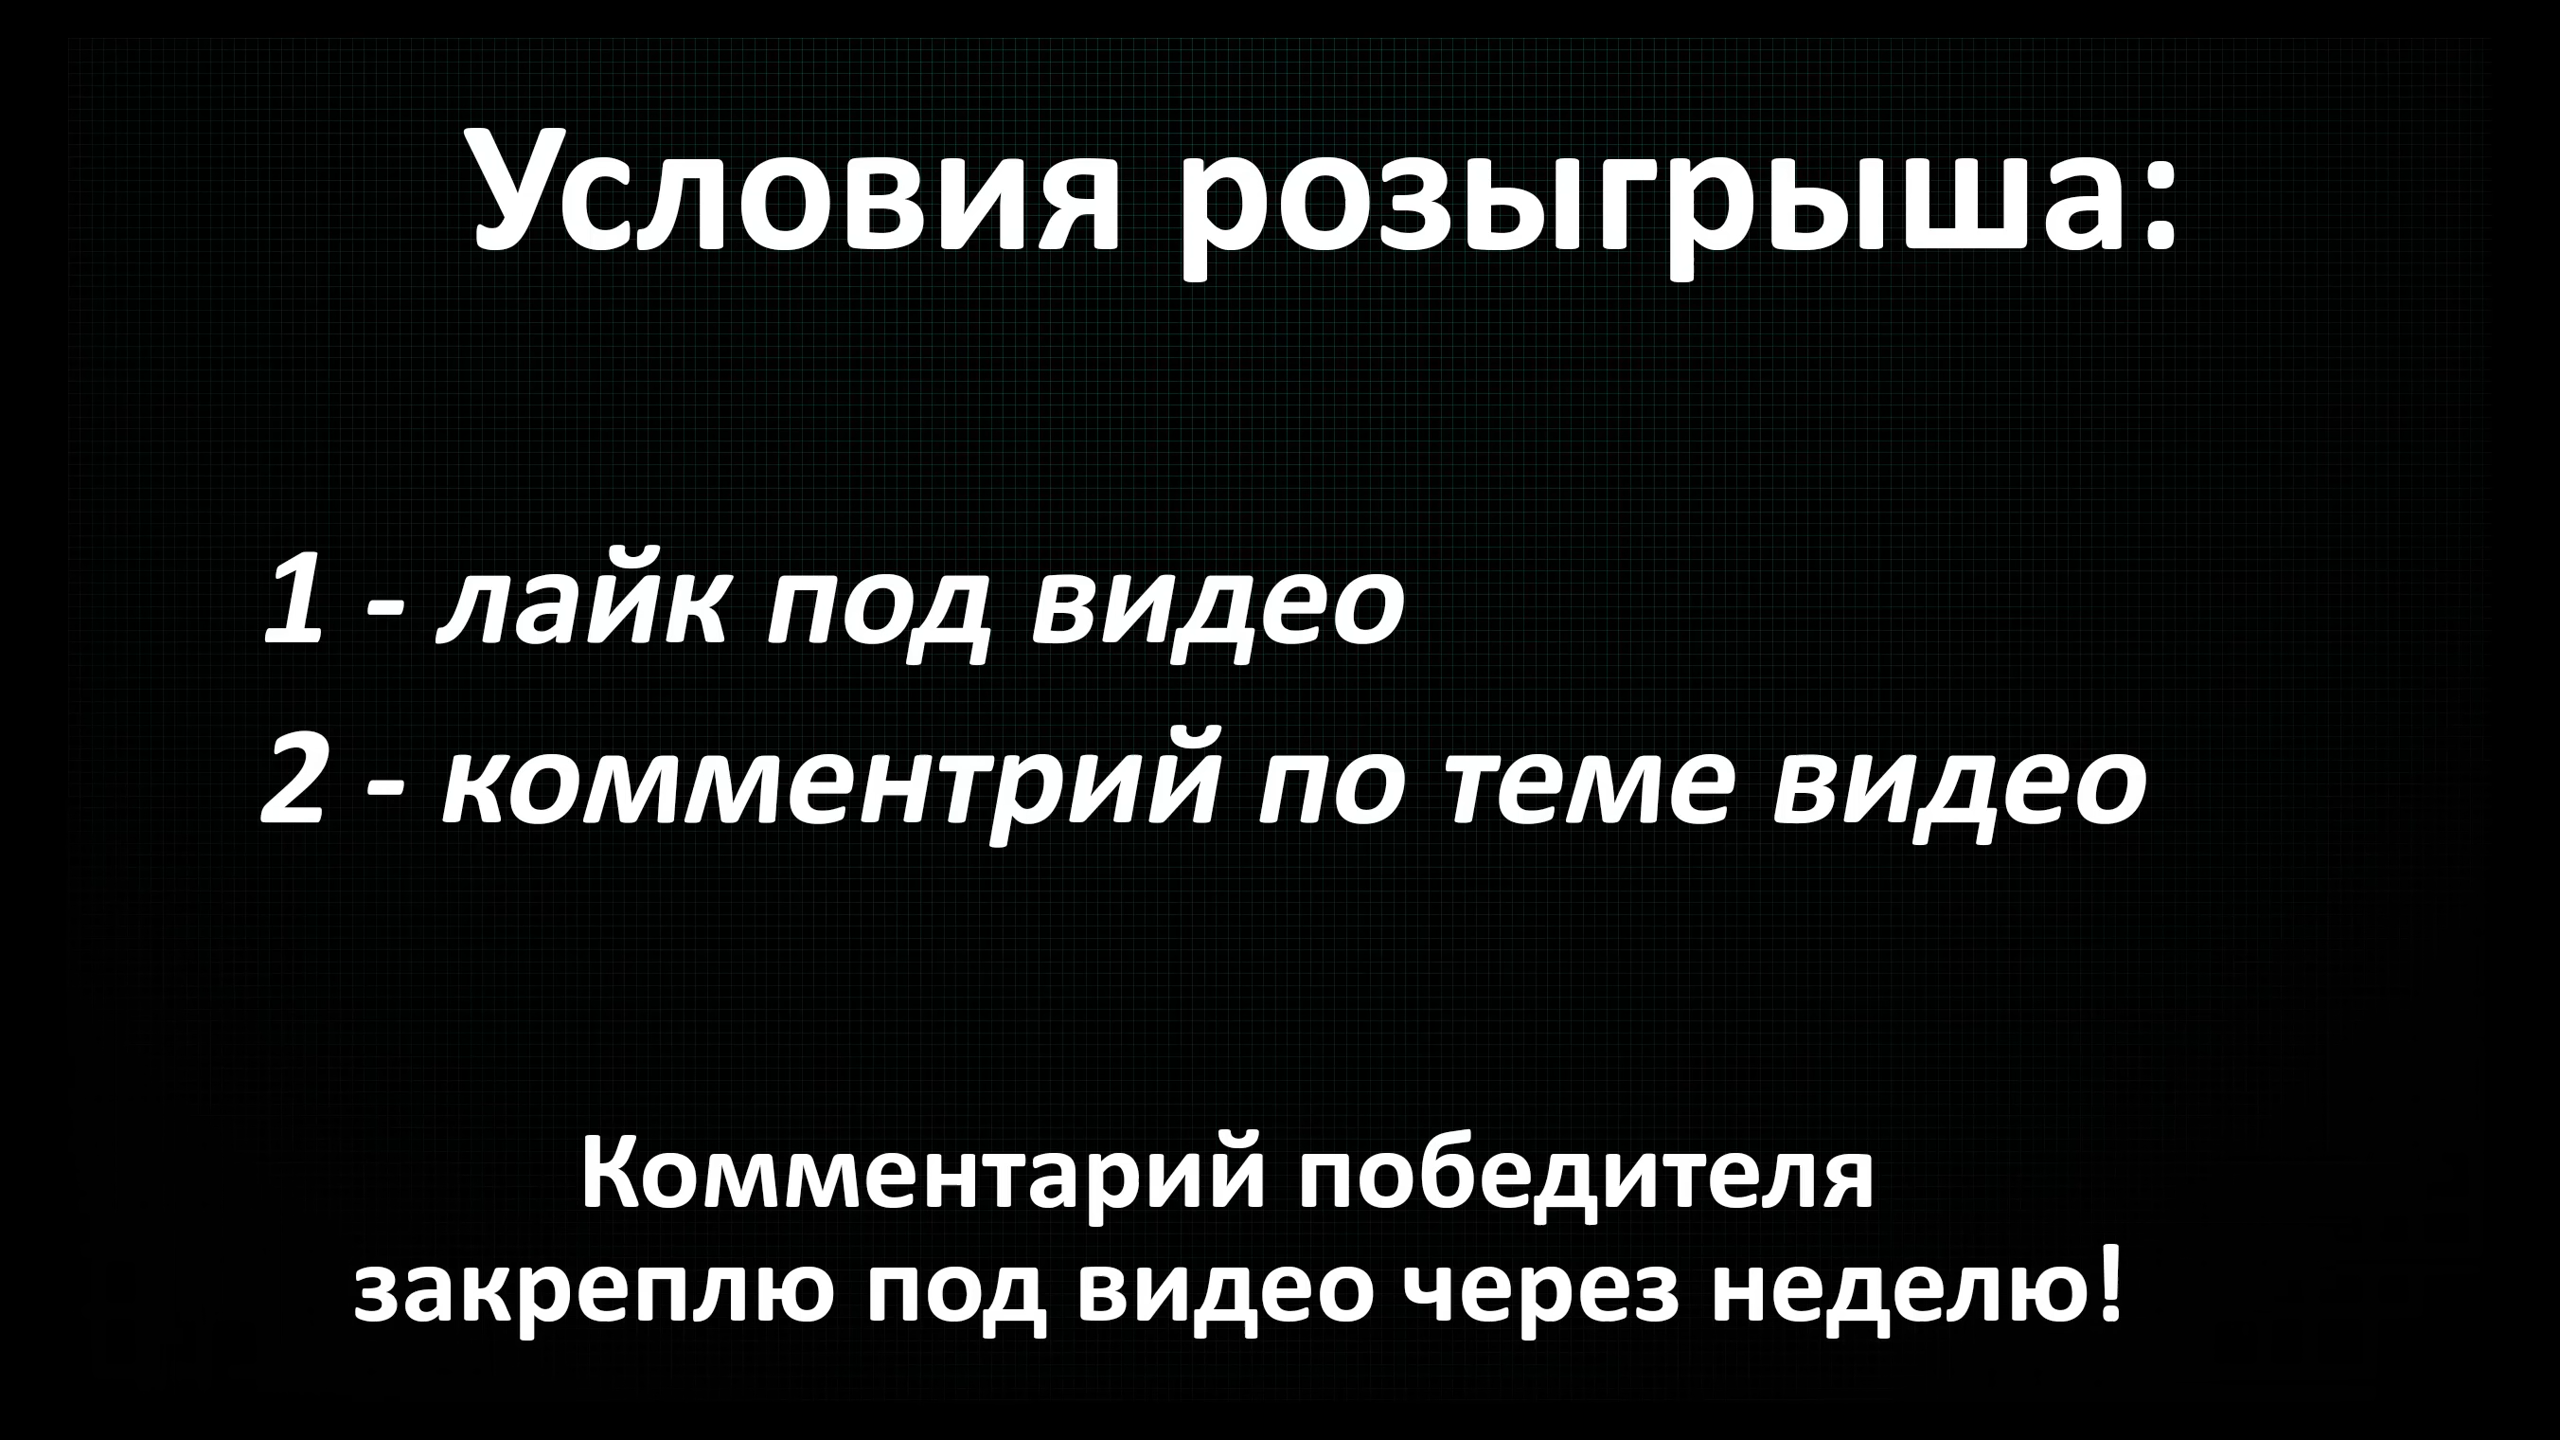 Условия розыгрыша:
1 - лайк под видео
2 - комментрий по теме видео
Комментарий победителя
закреплю под видео через неделю!